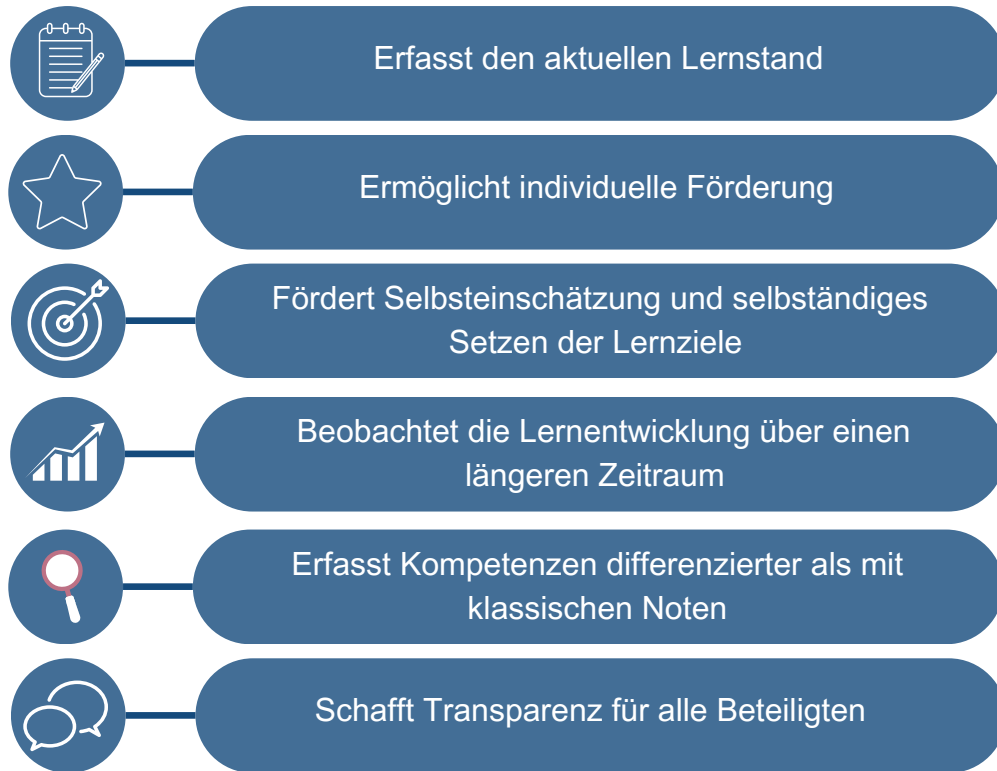 Erfasst den aktuellen Lernstand
Ermöglicht individuelle Förderung
Fördert Selbsteinschätzung und selbständiges
Setzen der Lernziele
Beobachtet die Lernentwicklung über einen
längeren Zeitraum
Erfasst Kompetenzen differenzierter als mit
klassischen Noten
Schafft Transparenz für alle Beteiligten